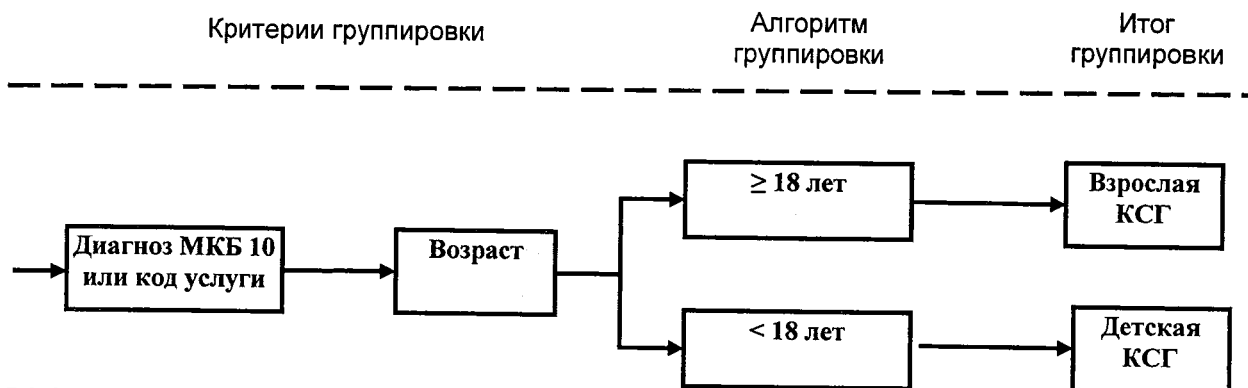 Критерии группировки
Алгоритм
группировки
Итог
группировки
Диагноз МКБ 10
или код услуги
Возраст
≥ 18 лет
Взрослая
КСГ
< 18 лет
Детская
КСГ